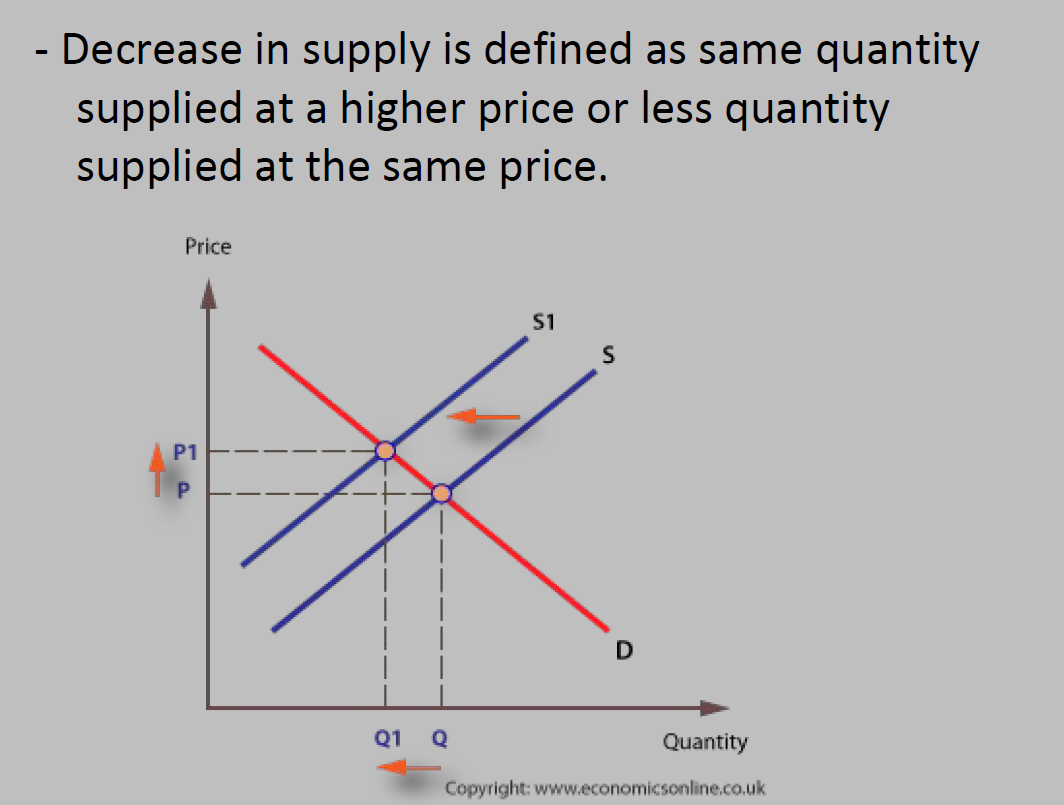 - Decrease in supply is defined as same quantity
supplied at a higher price or less quantity
supplied at the same price.
Price
S1
S
P1
P
D
Q1 Q
Quantity
Copyright: www.economicsonline.co.uk